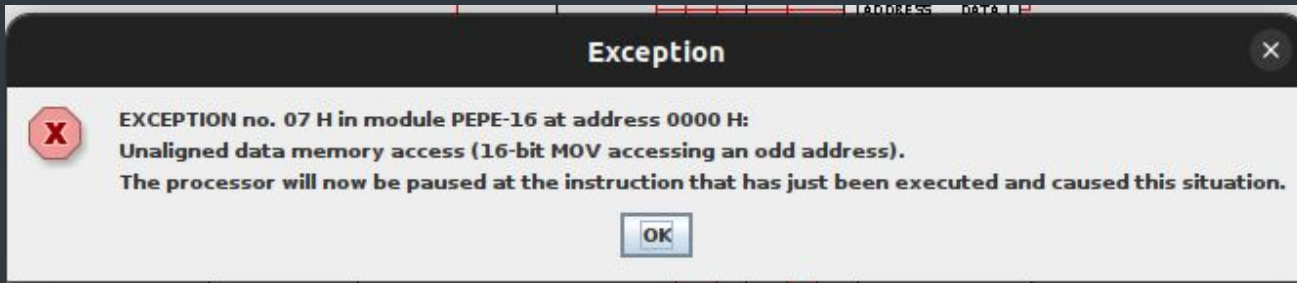 ADDRESS DATA
Exception
EXCEPTION no. 07 H in module PEPE-16 at address 0000 H:
Unaligned data memory access (16-bit MOV accessing an odd address).
The processor will now be paused at the instruction that has just been executed and caused this situation.
OK